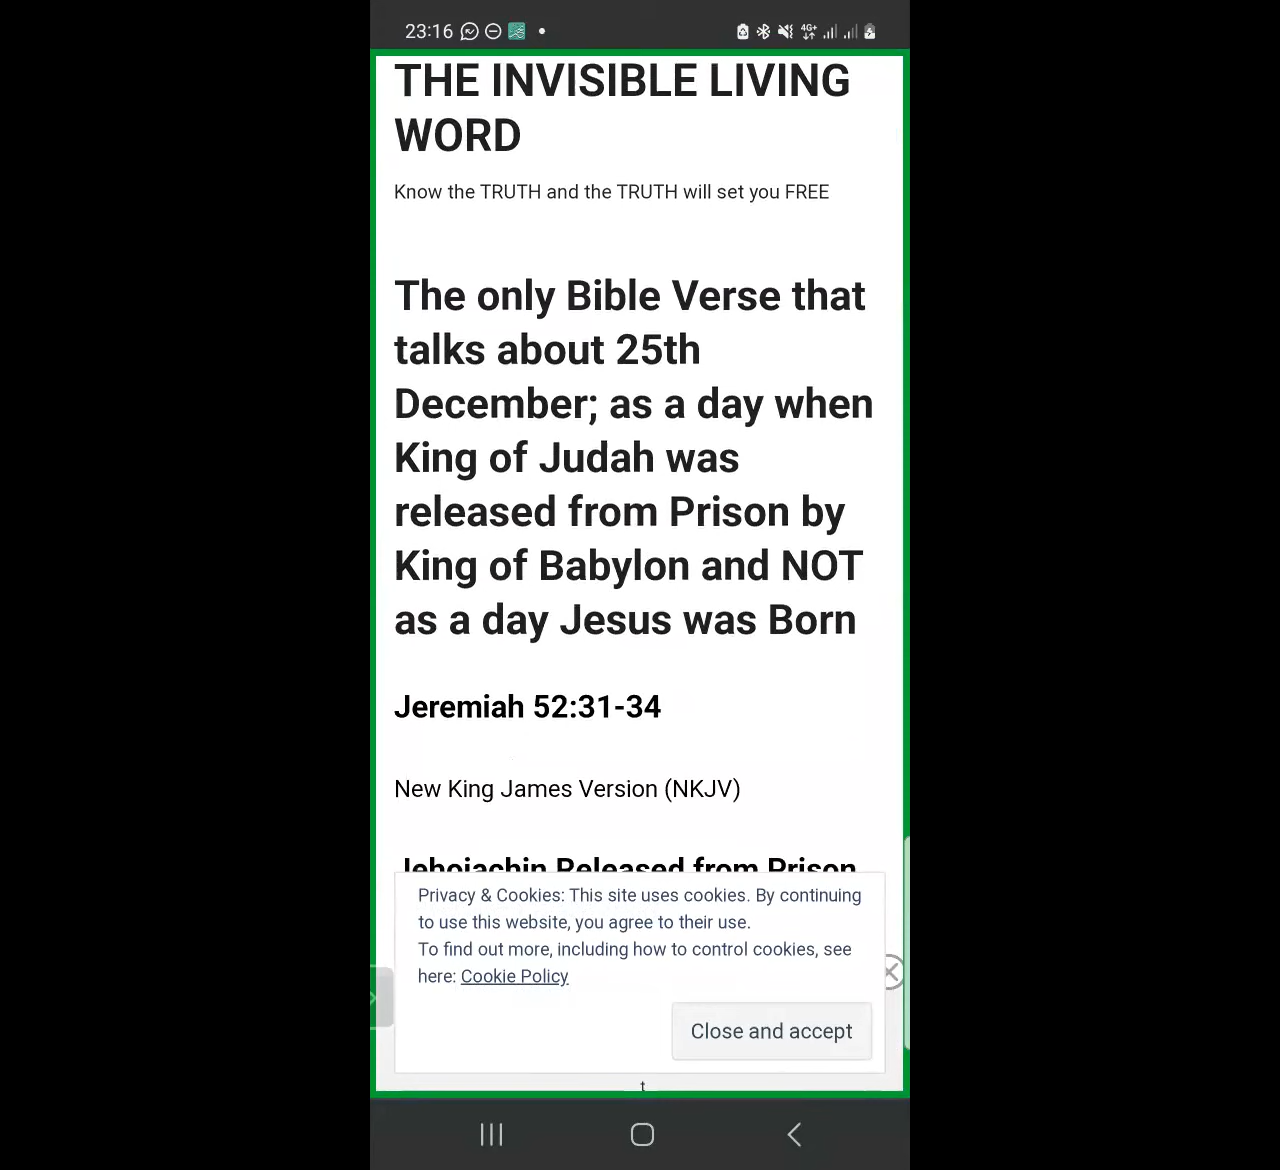 23:16
4G+
THE INVISIBLE LIVING
WORD
Know the TRUTH and the TRUTH will set you FREE
The only Bible Verse that
talks about 25th
December; as a day when
King of Judah was
released from Prison by
King of Babylon and NOT
as a day Jesus was Born
Jeremiah 52:31-34
New King James Version (NKJV)
Jehoiachin Released from Prison
Privacy & Cookies: This site uses cookies. By continuing
to use this website, you agree to their use.
To find out more, including how to control cookies, see
here: Cookie Policy
Close and accept
t